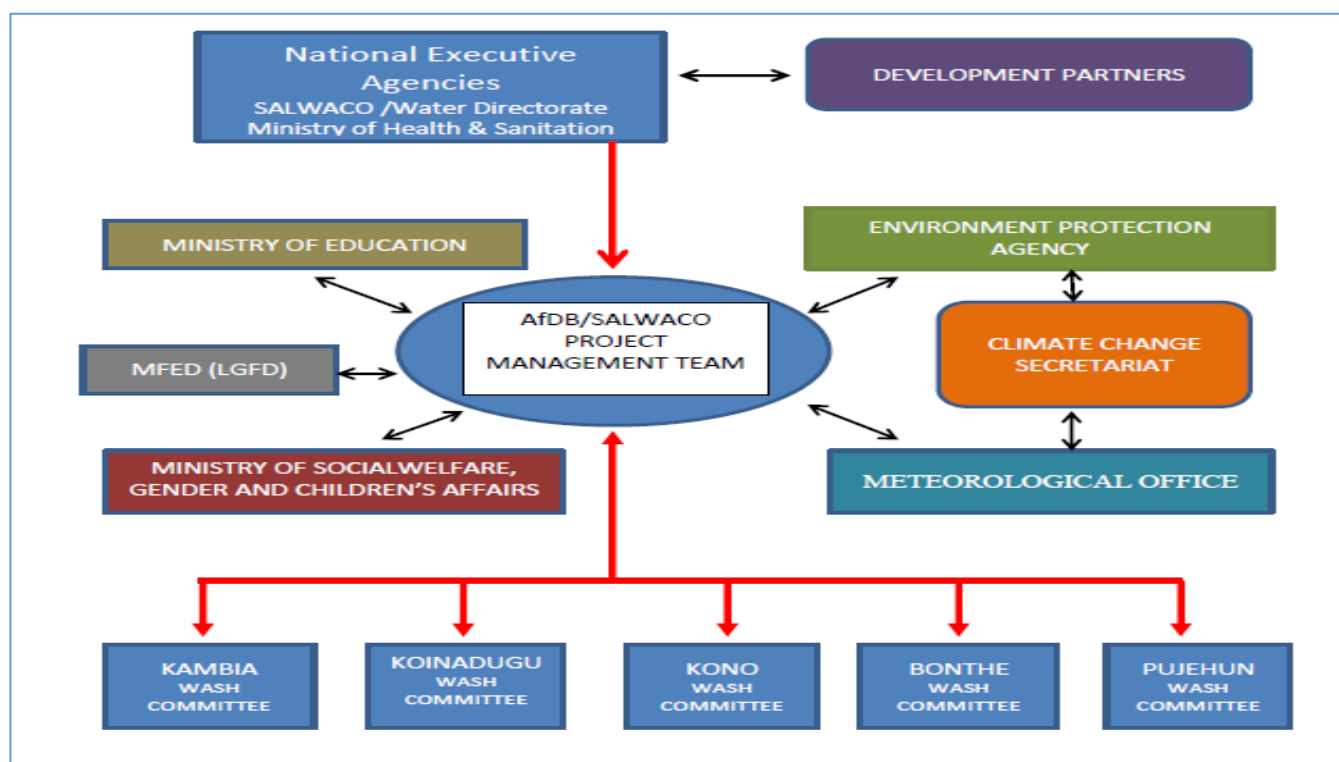 National Executive
Agencies
SALWACO /Water Directorate
Ministry of Health & Sanitation
DEVELOPMENT PARTNERS
MINISTRY OF EDUCATION
ENVIRONMENT PROTECTION
AGENCY
AfDB/SALWACO
PROJECT
MANAGEMENT TEAM
CLIMATE CHANGE
SECRETARIAT
MFED (LGFD)
MINISTRY OF SOCIALWELFARE,
GENDER AND CHILDREN'S AFFAIRS
METEOROLOGICAL OFFICE
KAMBIA
WASH
COMMITTEE
KOINADUGU
WASH
COMMITTEE
KONO
WASH
COMMITTEE
BONTHE
WASH
COMMITTEE
PUJEHUN
WASH
COMMITTEE